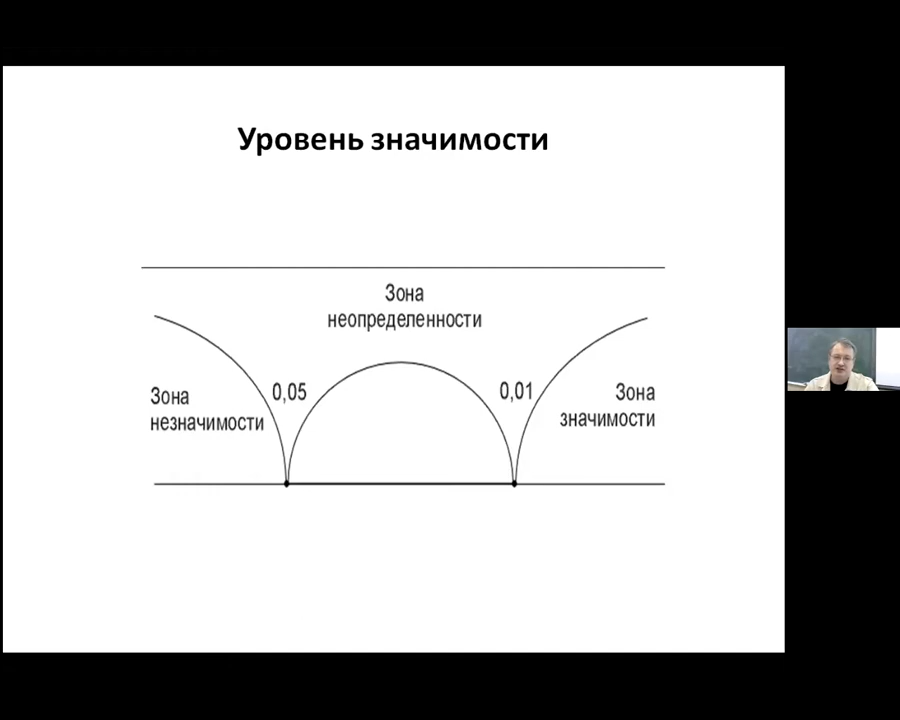 Уровень значимости
Зона
неопределенности
Зона
незначимости
0,05
0,01
Зона
значимости